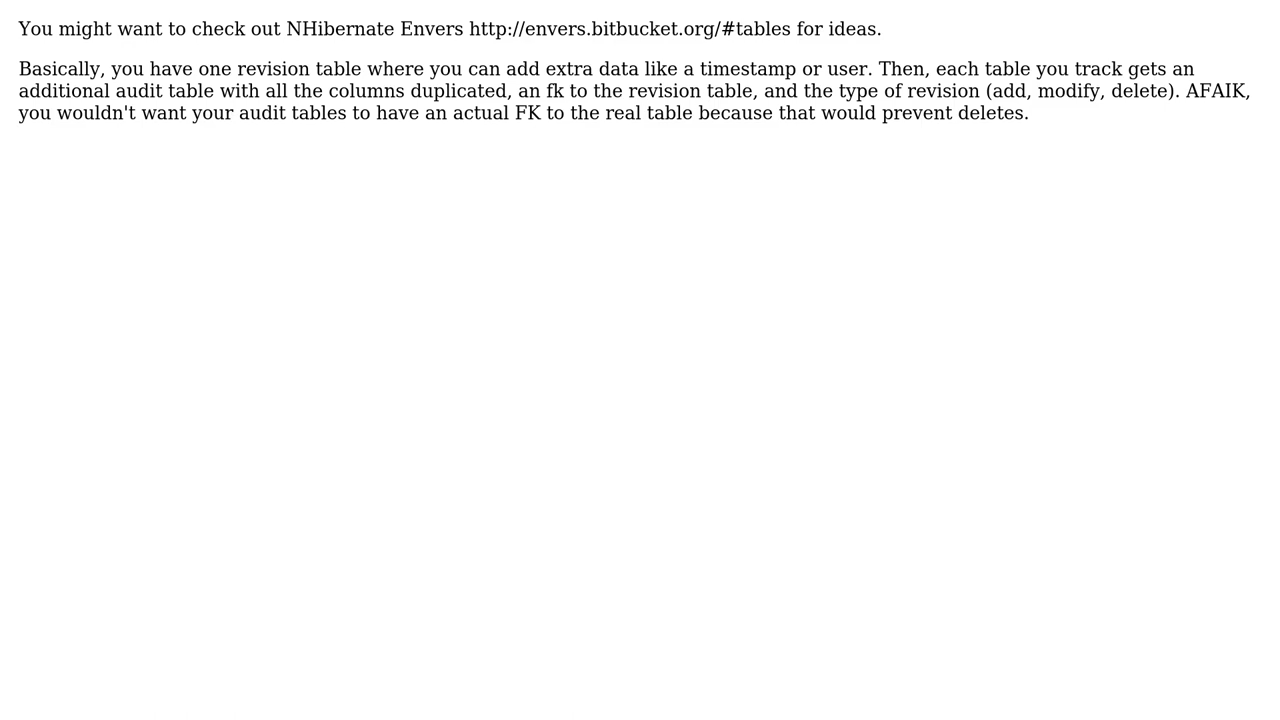 You might want to check out NHibernate Envers http://envers.bitbucket.org/#tables for ideas.
Basically, you have one revision table where you can add extra data like a timestamp or user. Then, each table you track gets an
additional audit table with all the columns duplicated, an fk to the revision table, and the type of revision (add, modify, delete). AFAIK,
you wouldn't want your audit tables to have an actual FK to the real table because that would prevent deletes.